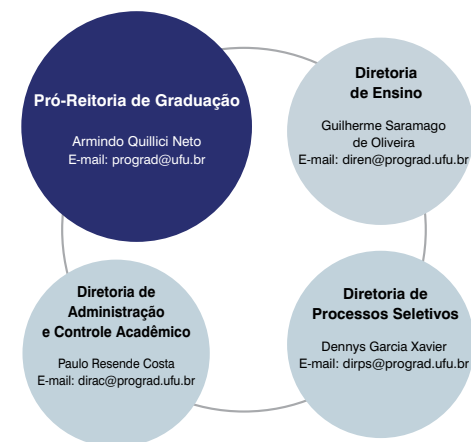 Pró-Reitoria de Graduação
Armindo Quillici Neto
E-mail: prograd@ufu.br
Diretoria
de Ensino
Guilherme Saramago
de Oliveira
E-mail: diren@prograd.ufu.br
Diretoria de
Administração
e Controle Acadêmico
Paulo Resende Costa
E-mail: dirac@prograd.ufu.br
Diretoria de
Processos Seletivos
Dennys Garcia Xavier
E-mail: dirps@prograd.ufu.br